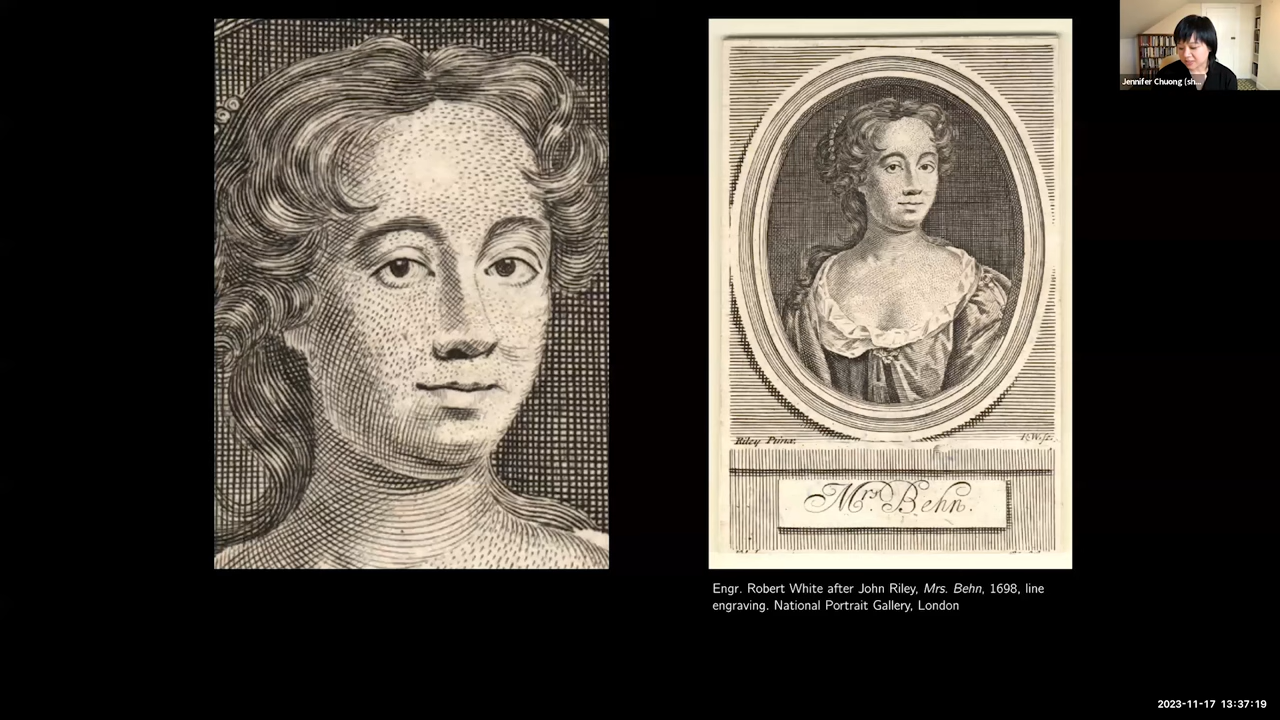 Jennifer Chuong (sh...
Riley Pinx.
Mrs. Behn.
Engr. Robert White after John Riley, Mrs. Behn, 1698, line
engraving. National Portrait Gallery, London
2023-11-17 13:37:19